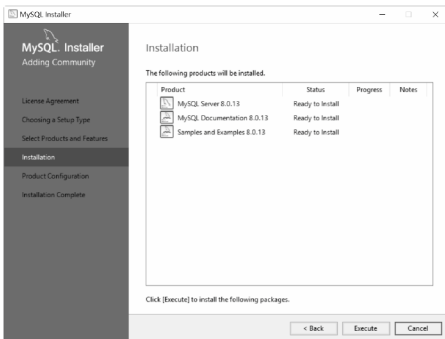 MySQL Installer
MySQL. Installer
Adding Community
License Agreement
Choosing a Setup Type
Select Products and Features
Installation
Product Configuration
Installation Complete
Installation
The following products will be installed.
Product Status Progress Notes
MySQL Server 8.0.13 Ready to Install
MySQL Documentation 8.0.13 Ready to Install
Samples and Examples 8.0.13 Ready to Install
Click [Execute] to install the following packages.
< Back Execute Cancel